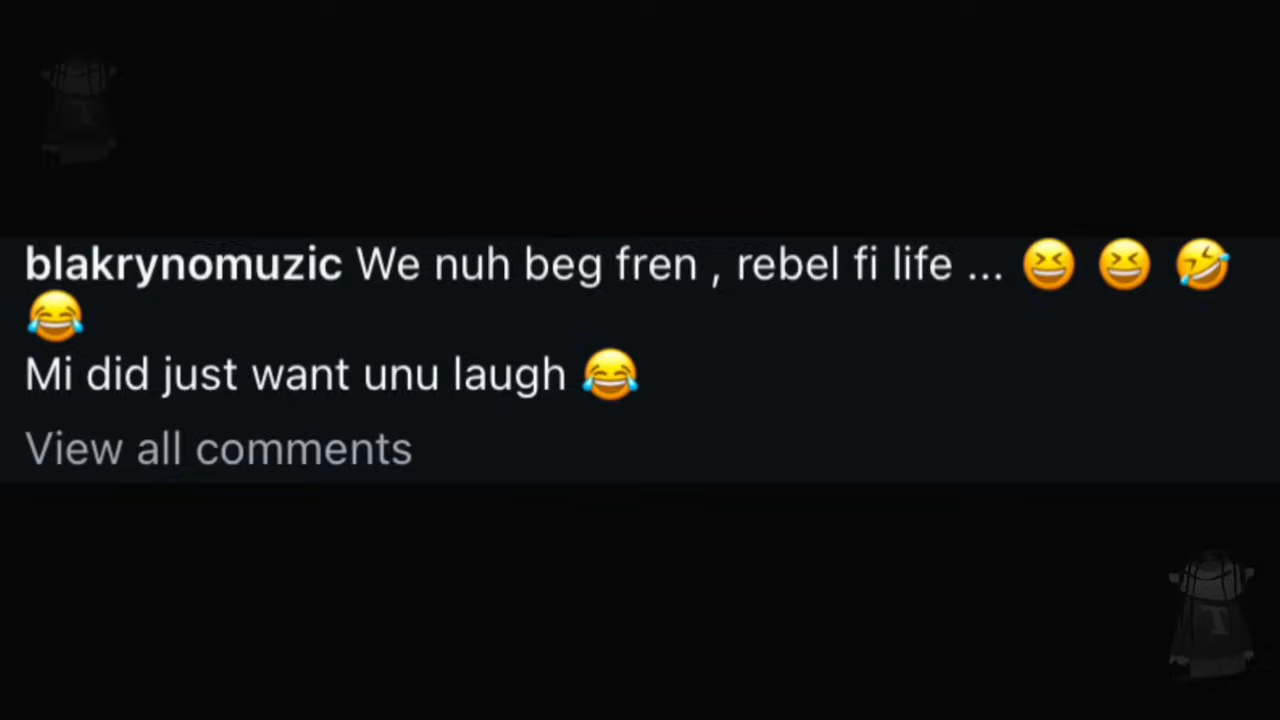 blakrynomuzic We nuh beg fren , rebel fi life ... 😆 😆 🤣
😂
Mi did just want unu laugh 😂
View all comments
T
T